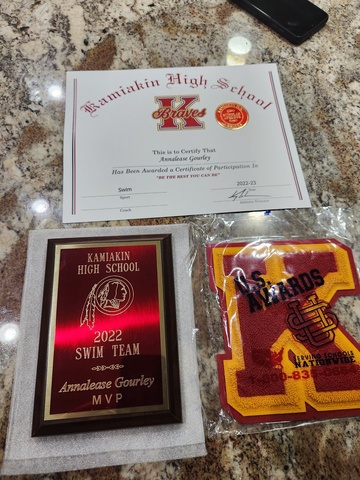 Kamiakin High School
K
Braves
This is to Certify That
Annalease Gourley
Has Been Awarded a Certificate of Participation In
"BE THE BEST YOU CAN BE"
Swim
2022-23
Sport
Coach
KAMIAKIN
HIGH SCHOOL
2022
SWIM TEAM
Annalease Gourley
MVP
U.S.
AWARDS
SERVING SCHOOLS
NATIONWIDE